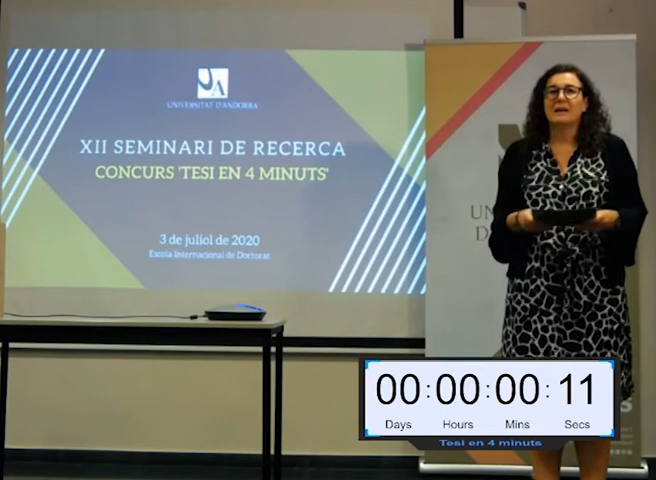 UNIVERSITAT D'ANDORRA
XII SEMINARI DE RECERCA
CONCURS 'TESI EN 4 MINUTS'
3 de juliol de 2020
Escola Internacional de Doctorat
UN
D
00:00:00:11
Days Hours Mins Secs
Tesi en 4 minuts